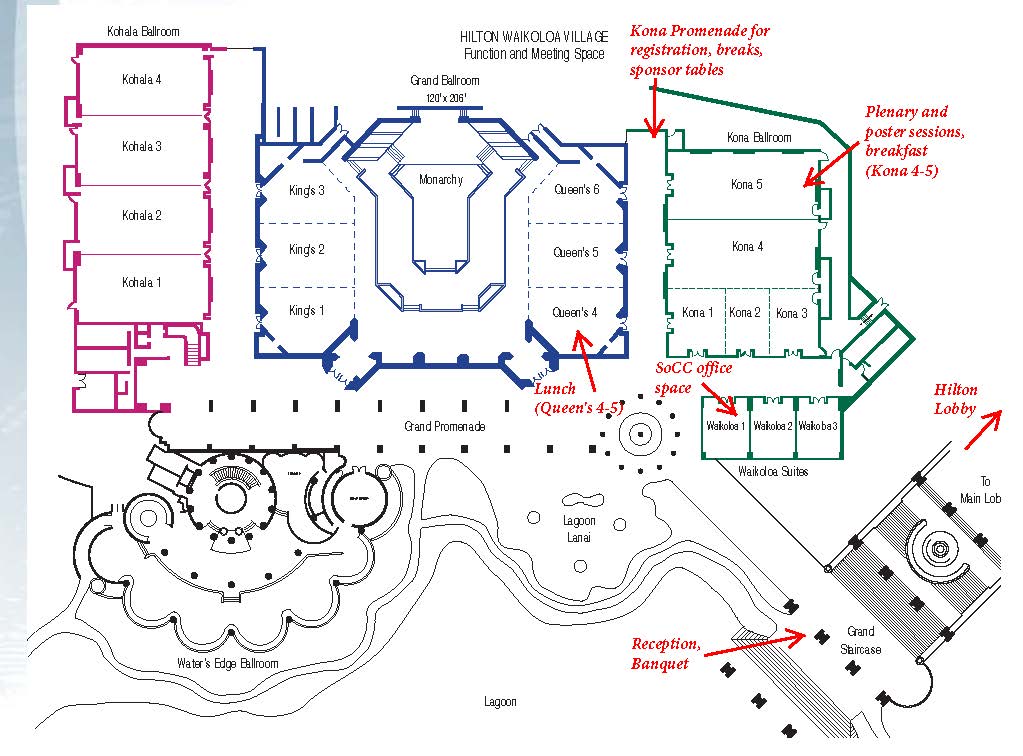 Kohala Ballroom
HILTON WAIKOLOA VILLAGE
Function and Meeting Space
Kona Promenade for
registration, breaks,
sponsor tables
Grand Ballroom
120' x 206'
Plenary and
poster sessions,
breakfast
(Kona 4-5)
Kona Ballroom
Kohala 4
Kohala 3
Kohala 2
Kohala 1
King's 3
King's 2
King's 1
Monarchy
Queen's 6
Queen's 5
Queen's 4
Kona 5
Kona 4
Kona 1
Kona 2
Kona 3
Lunch
(Queen's 4-5)
SoCC office
space
Hilton
Lobby
Grand Promenade
Waikoloa 1
Waikoloa 2
Waikoloa 3
Waikoloa Suites
To
Main Lob
Lagoon
Lanai
Reception,
Banquet
Grand
Staircase
Water's Edge Ballroom
Lagoon